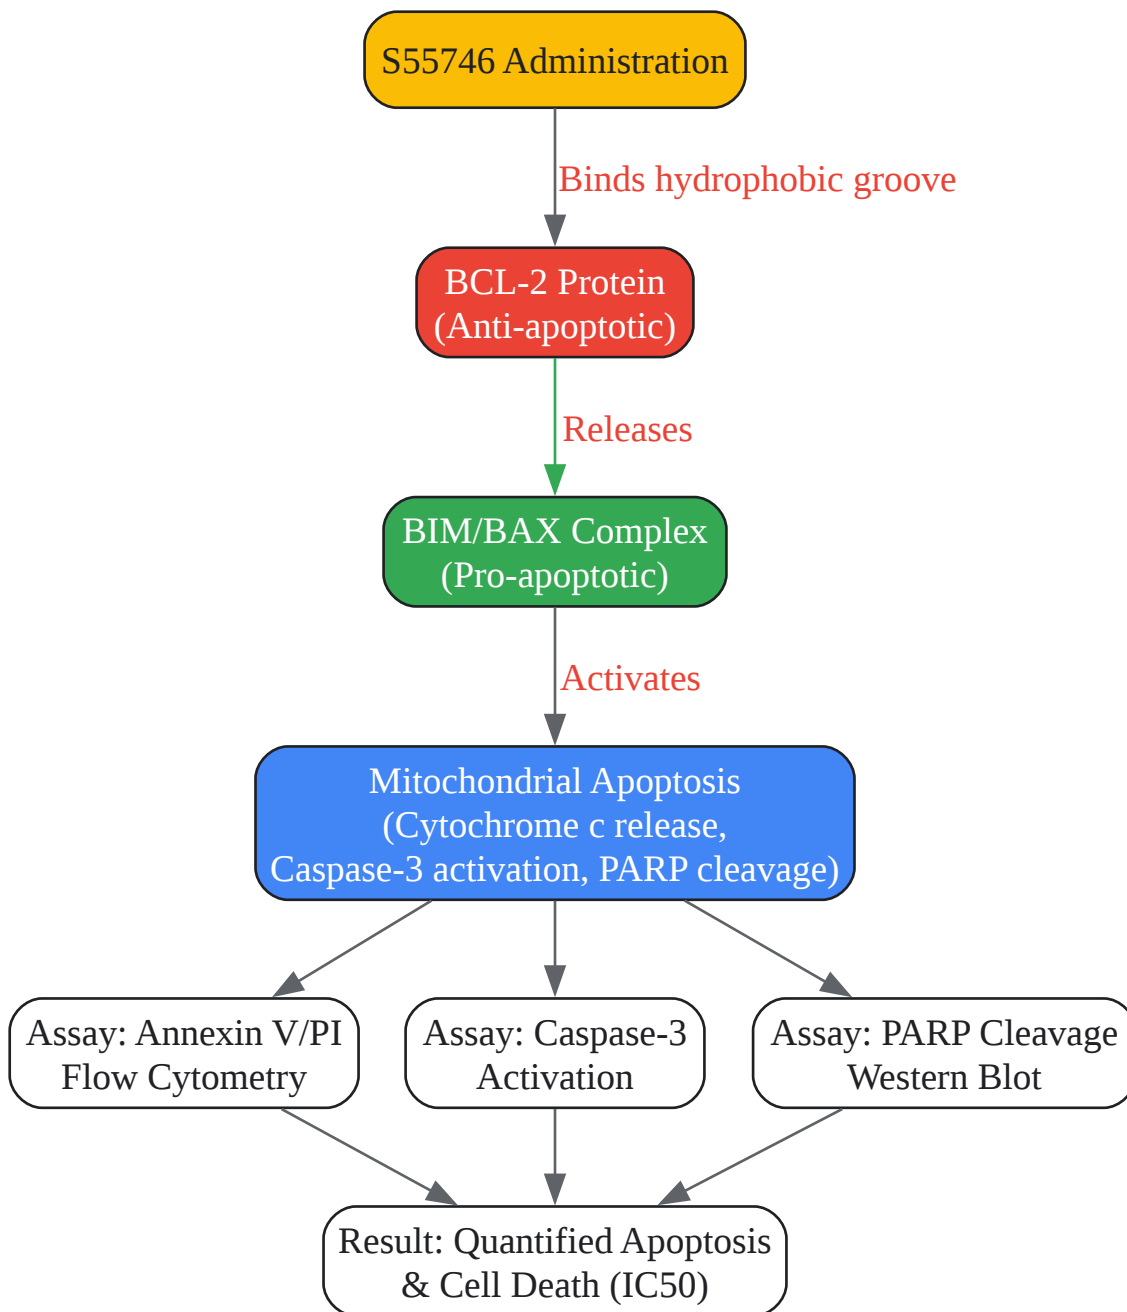 S55746 Administration
Binds hydrophobic groove
BCL-2 Protein
(Anti-apoptotic)
Releases
BIM/BAX Complex
(Pro-apoptotic)
Activates
Mitochondrial Apoptosis
(Cytochrome c release,
Caspase-3 activation, PARP cleavage)
Assay: Annexin V/PI
Flow Cytometry
Assay: Caspase-3
Activation
Assay: PARP Cleavage
Western Blot
Result: Quantified Apoptosis
& Cell Death (IC50)